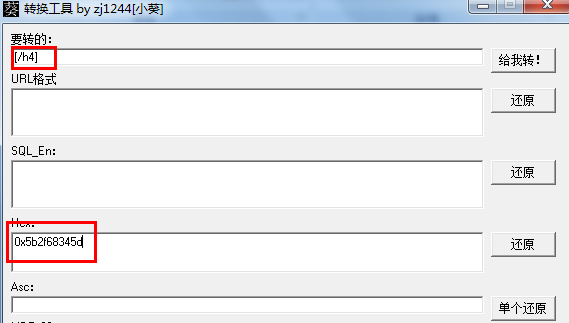 葵 转换工具 by zj1244[小葵]
要转的:
[/h4]
给我转!
URL格式
还原
SQL_En:
还原
Hex:
0x5b2f68345d
还原
Asc:
单个还原